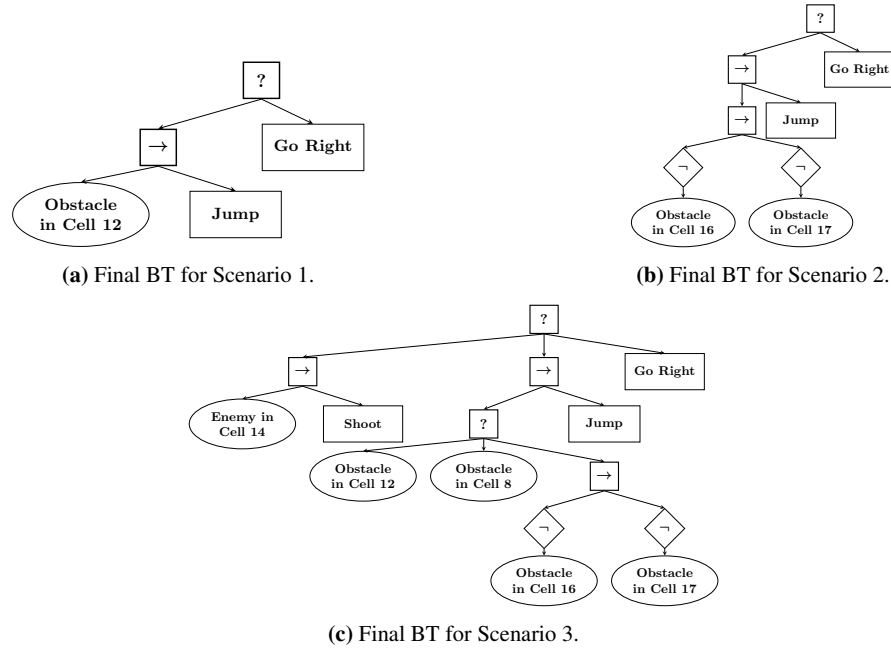 ?
→
Go Right
Obstacle
in Cell 12
Jump
(a) Final BT for Scenario 1.
?
→
Go Right
→
Jump
¬
¬
Obstacle
in Cell 16
Obstacle
in Cell 17
(b) Final BT for Scenario 2.
?
→
→
Go Right
Enemy in
Cell 14
Shoot
?
Jump
Obstacle
in Cell 12
Obstacle
in Cell 8
→
¬
¬
Obstacle
in Cell 16
Obstacle
in Cell 17
(c) Final BT for Scenario 3.